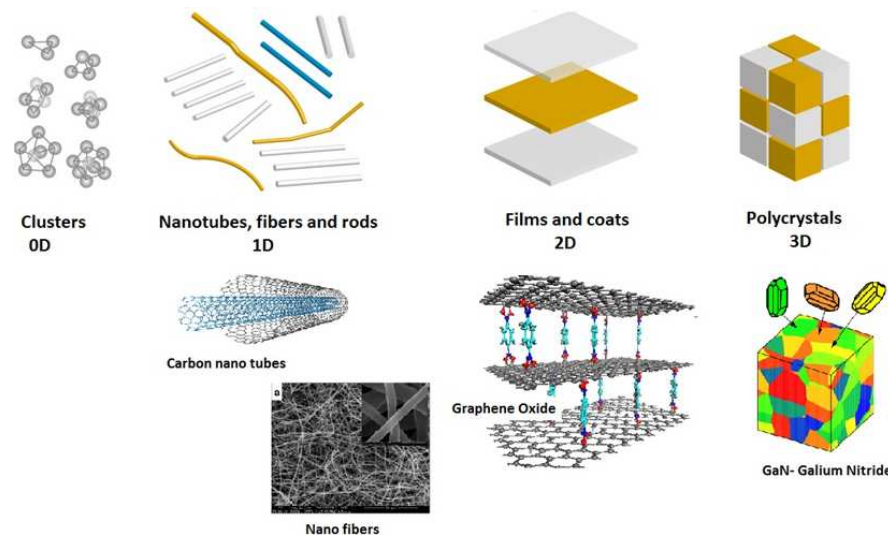 Clusters
0D
Nanotubes, fibers and rods
1D
Films and coats
2D
Polycrystals
3D
Carbon nano tubes
a
Nano fibers
Graphene Oxide
GaN- Galium Nitride